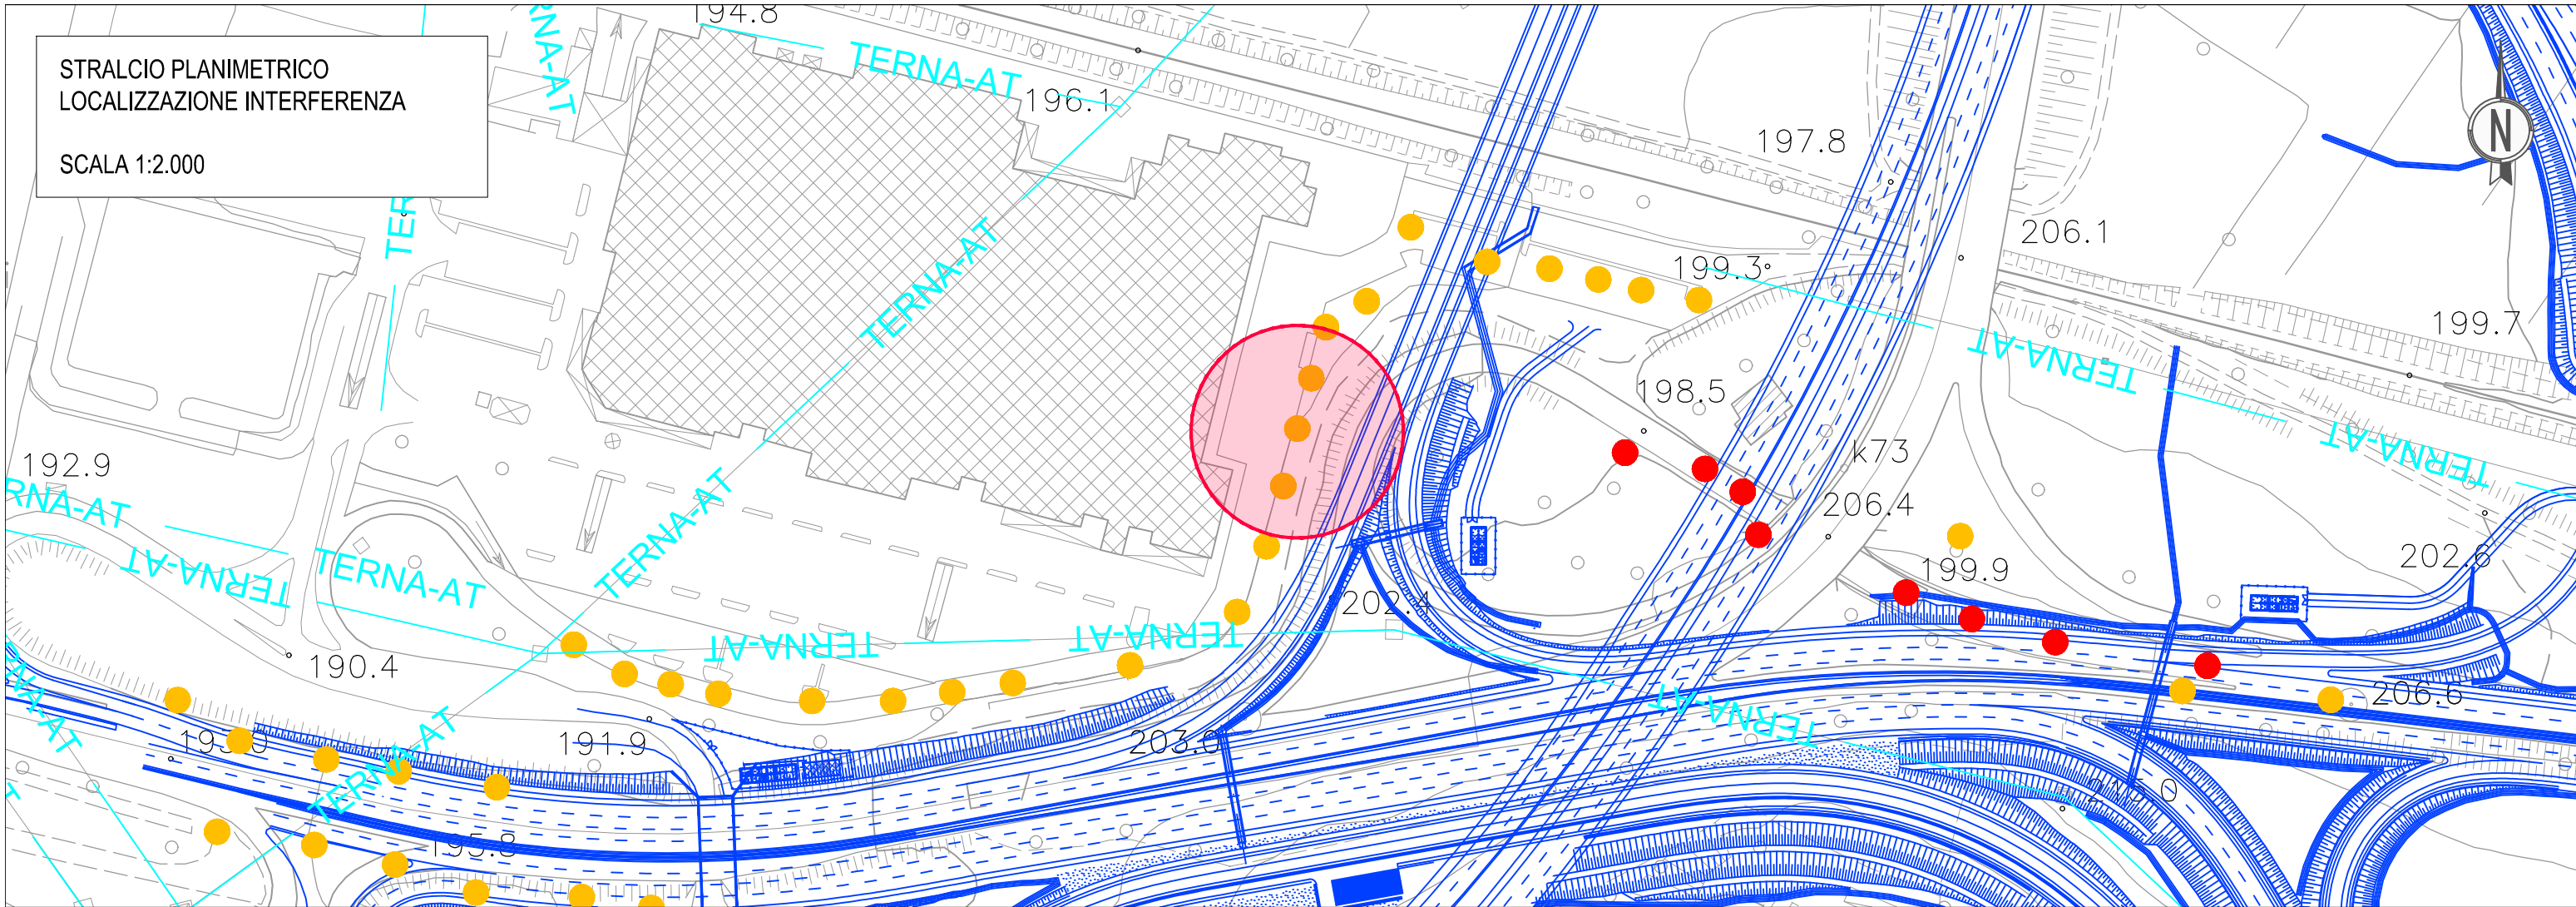 STRALCIO PLANIMETRICO
LOCALIZZAZIONE INTERFERENZA
SCALA 1:2.000
194.8
TERNA-AT
196.1
197.8
N
206.1
199.3
199.7
TERNA-AT
TERNA-AT
TERNA-AT
198.5
k73
192.9
206.4
TERNA-AT
TERNA-AT
TERNA-AT
199.9
202.6
202.4
TERNA-AT
TERNA-AT
190.4
206.6
TERNA-AT
191.9
203.0
TERNA-AT
195.8